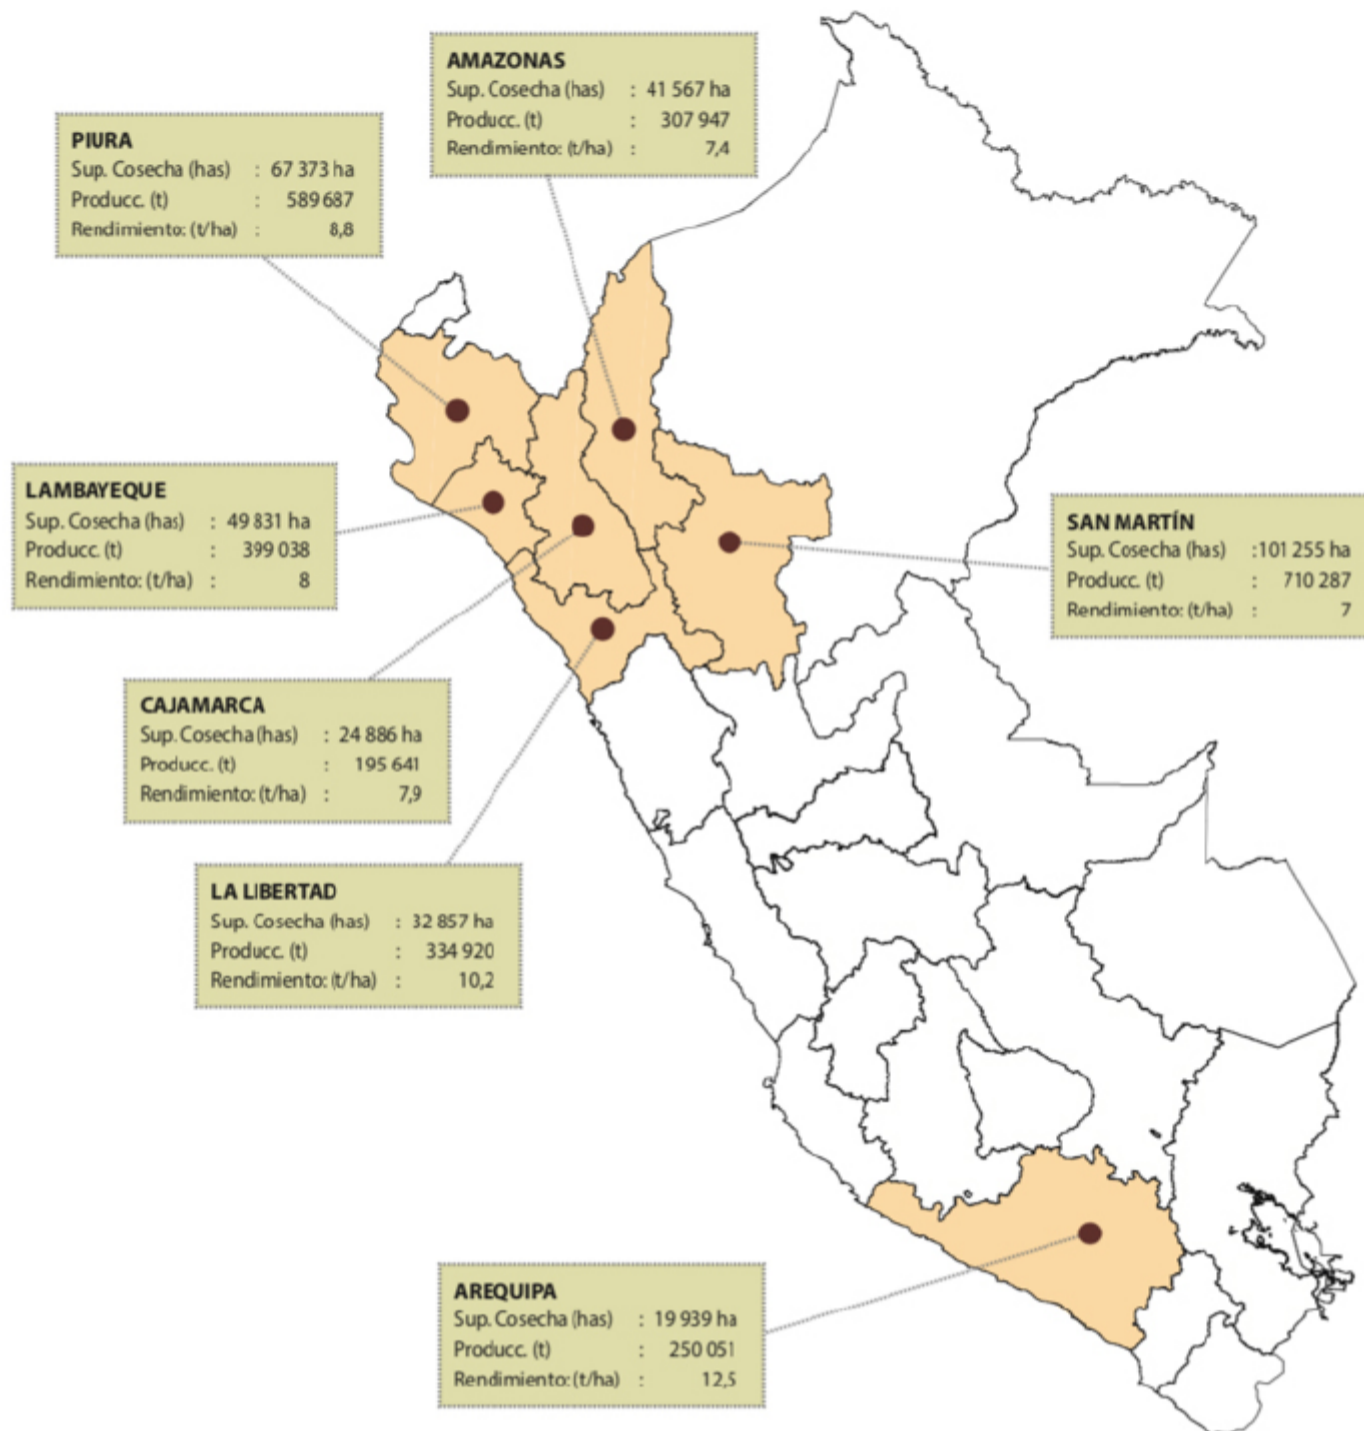 AMAZONAS
Sup. Cosecha (has) : 41 567 ha
Producc. (t) : 307 947
Rendimiento: (t/ha) : 7,4
PIURA
Sup. Cosecha (has) : 67 373 ha
Producc. (t) : 589 687
Rendimiento: (t/ha) : 8,8
LAMBAYEQUE
Sup. Cosecha (has) : 49 831 ha
Producc. (t) : 399 038
Rendimiento: (t/ha) : 8
SAN MARTÍN
Sup. Cosecha (has) : 101 255 ha
Producc. (t) : 710 287
Rendimiento: (t/ha) : 7
CAJAMARCA
Sup. Cosecha (has) : 24 886 ha
Producc. (t) : 195 641
Rendimiento: (t/ha) : 7,9
LA LIBERTAD
Sup. Cosecha (has) : 32 857 ha
Producc. (t) : 334 920
Rendimiento: (t/ha) : 10,2
AREQUIPA
Sup. Cosecha (has) : 19 939 ha
Producc. (t) : 250 051
Rendimiento: (t/ha) : 12,5